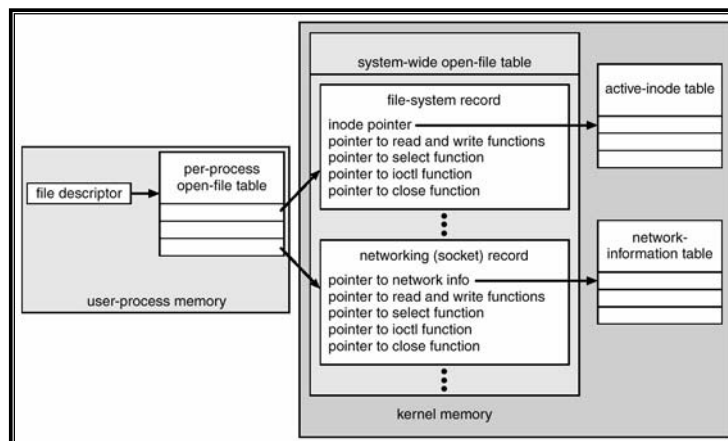 file descriptor
per-process
open-file table
user-process memory
system-wide open-file table
file-system record
inode pointer
pointer to read and write functions
pointer to select function
pointer to ioctl function
pointer to close function
networking (socket) record
pointer to network info
pointer to read and write functions
pointer to select function
pointer to ioctl function
pointer to close function
active-inode table
network-
information table
kernel memory